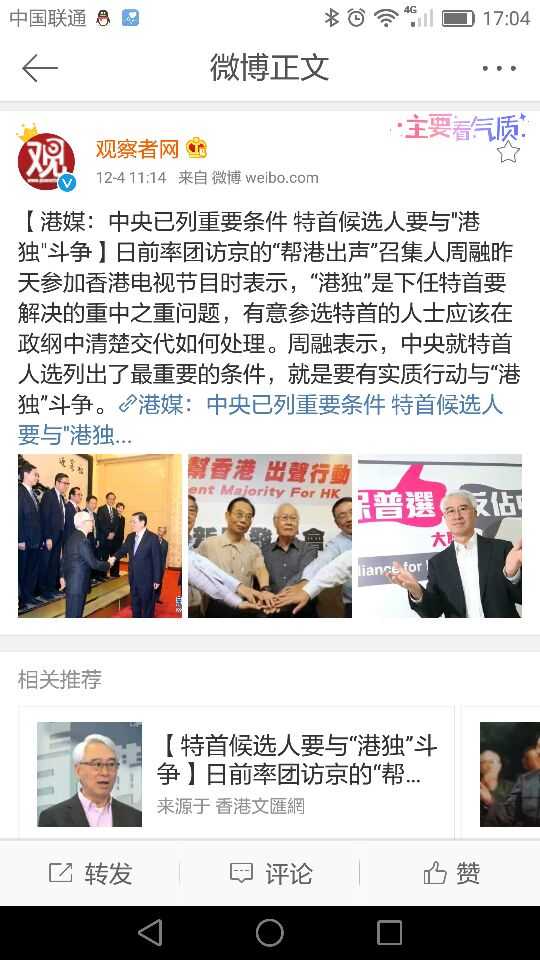 中国联通
4G
17:04
微博正文
主要看气质
观
观察者网
12-4 11:14 来自 微博 weibo.com
【港媒：中央已列重要条件 特首候选人要与"港
独"斗争】日前率团访京的“帮港出声”召集人周融昨
天参加香港电视节目时表示，“港独”是下任特首要
解决的重中之重问题，有意参选特首的人士应该在
政纲中清楚交代如何处理。周融表示，中央就特首
人选列出了最重要的条件，就是要有实质行动与“港
独”斗争。港媒：中央已列重要条件 特首候选人
要与"港独...
幫香港 出聲行動
ent Majority For HK
保普選 反佔
liance for
相关推荐
【特首候选人要与“港独”斗
争】日前率团访京的“帮...
来源于 香港文匯網
转发
评论
赞